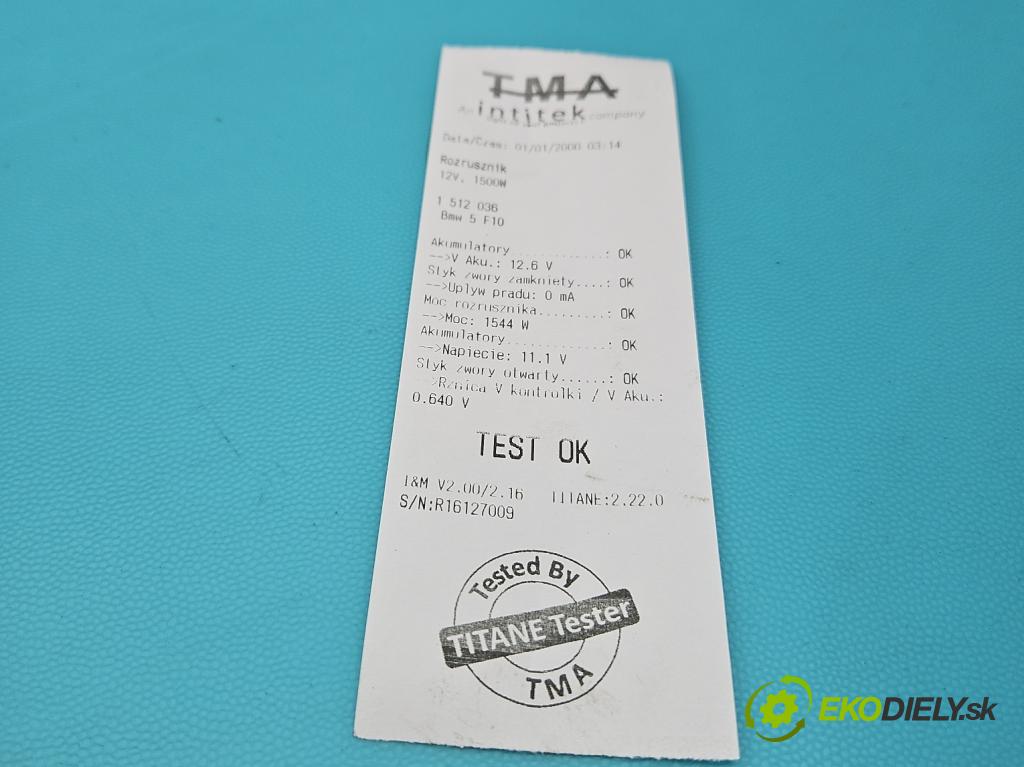 TMA
An intitek company
Data/Czas: 01/01/2000 03:14
Rozrusznik
12V, 1500W
1 512 036
Bmw 5 F10
Akumulatory............: OK
-->V Aku.: 12.6 V
Styk zwory zamkniety....: OK
-->Uplyw pradu: 0 mA
Moc rozrusznika.........: OK
-->Moc: 1544 W
Akumulatory.............: OK
-->Napiecie: 11.1 V
Styk zwory otwarty......: OK
-->Rznica V kontrolki / V Aku.:
0.640 V
TEST OK
I&M V2.00/2.16 TITANE:2.22.0
S/N:R16127009
Tested By
TITANE Tester
TMA
EKODIELY.sk